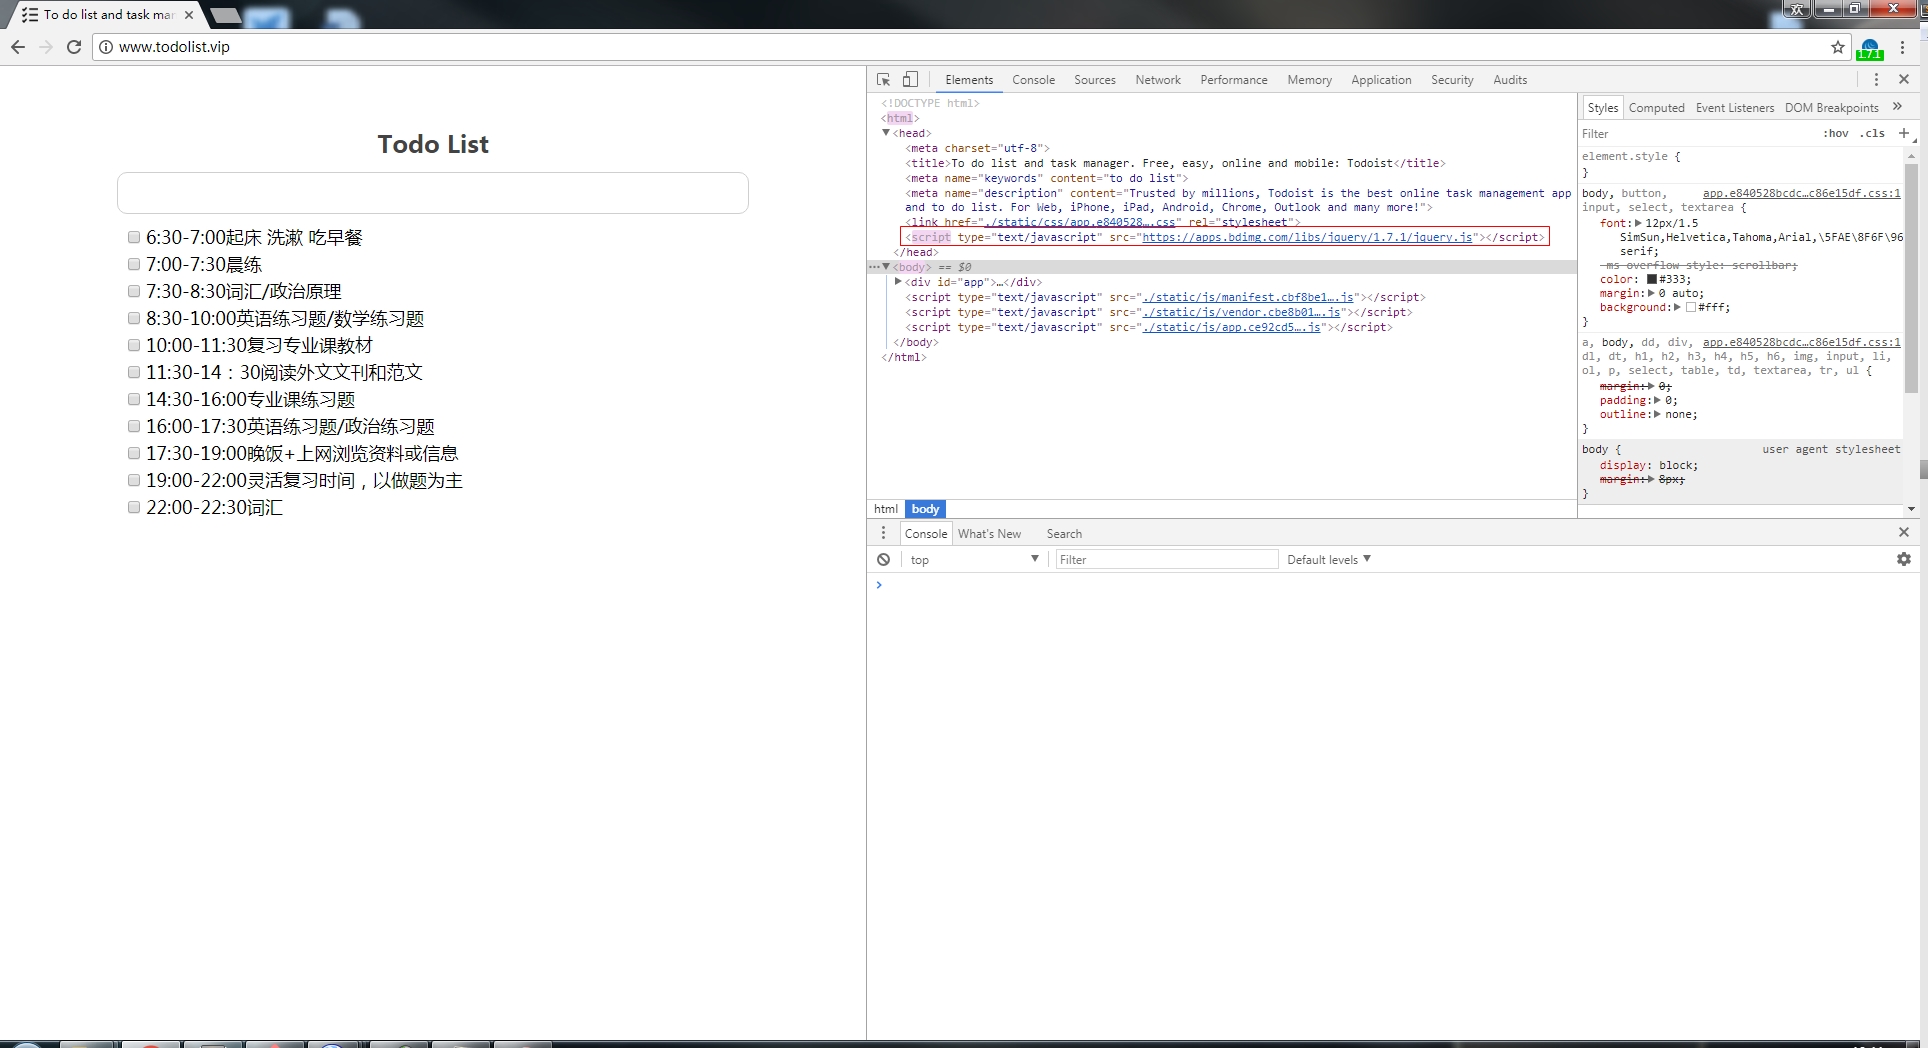 To do list and task mar
欢
www.todolist.vip
171
Todo List
6:30-7:00起床 洗漱 吃早餐
7:00-7:30晨练
7:30-8:30词汇/政治原理
8:30-10:00英语练习题/数学练习题
10:00-11:30复习专业课教材
11:30-14：30阅读外文文刊和范文
14:30-16:00专业课练习题
16:00-17:30英语练习题/政治练习题
17:30-19:00晚饭+上网浏览资料或信息
19:00-22:00灵活复习时间，以做题为主
22:00-22:30词汇
Elements Console Sources Network Performance Memory Application Security Audits
<!DOCTYPE html>
<html>
<head>
<meta charset="utf-8">
<title>To do list and task manager. Free, easy, online and mobile: Todoist</title>
<meta name="keywords" content="to do list">
<meta name="description" content="Trusted by millions, Todoist is the best online task management app
and to do list. For Web, iPhone, iPad, Android, Chrome, Outlook and many more!">
<link href="./static/css/app.e840528….css" rel="stylesheet">
<script type="text/javascript" src="https://apps.bdimg.com/libs/jquery/1.7.1/jquery.js"></script>
</head>
<body> == $0
<div id="app">…</div>
<script type="text/javascript" src="./static/js/manifest.cbf8be1….js"></script>
<script type="text/javascript" src="./static/js/vendor.cbe8b01….js"></script>
<script type="text/javascript" src="./static/js/app.ce92cd5….js"></script>
</body>
</html>
html body
Styles Computed Event Listeners DOM Breakpoints »
Filter :hov .cls +
element.style {
}
body, button, app.e840528bcdc…c86e15df.css:1
input, select, textarea {
font: 12px/1.5
SimSun,Helvetica,Tahoma,Arial,\5FAE\8F6F\96
serif;
-ms-overflow-style: scrollbar;
color: #333;
margin: 0 auto;
background: #fff;
}
a, body, dd, div, app.e840528bcdc…c86e15df.css:1
dl, dt, h1, h2, h3, h4, h5, h6, img, input, li,
ol, p, select, table, td, textarea, tr, ul {
margin: 0;
padding: 0;
outline: none;
}
body { user agent stylesheet
display: block;
margin: 8px;
}
Console What's New Search
top Filter Default levels